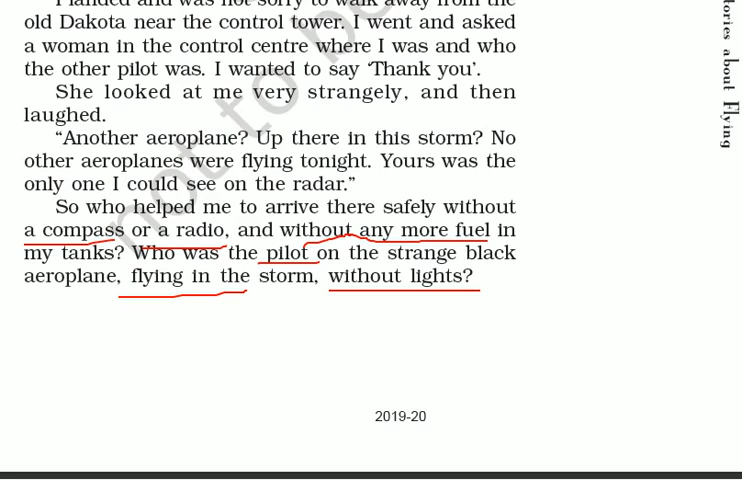 I landed and was not sorry to walk away from the
old Dakota near the control tower. I went and asked
a woman in the control centre where I was and who
the other pilot was. I wanted to say ‘Thank you’.
She looked at me very strangely, and then
laughed.
“Another aeroplane? Up there in this storm? No
other aeroplanes were flying tonight. Yours was the
only one I could see on the radar.”
So who helped me to arrive there safely without
a compass or a radio, and without any more fuel in
my tanks? Who was the pilot on the strange black
aeroplane, flying in the storm, without lights?
2019-20
tories about Flying
not to be